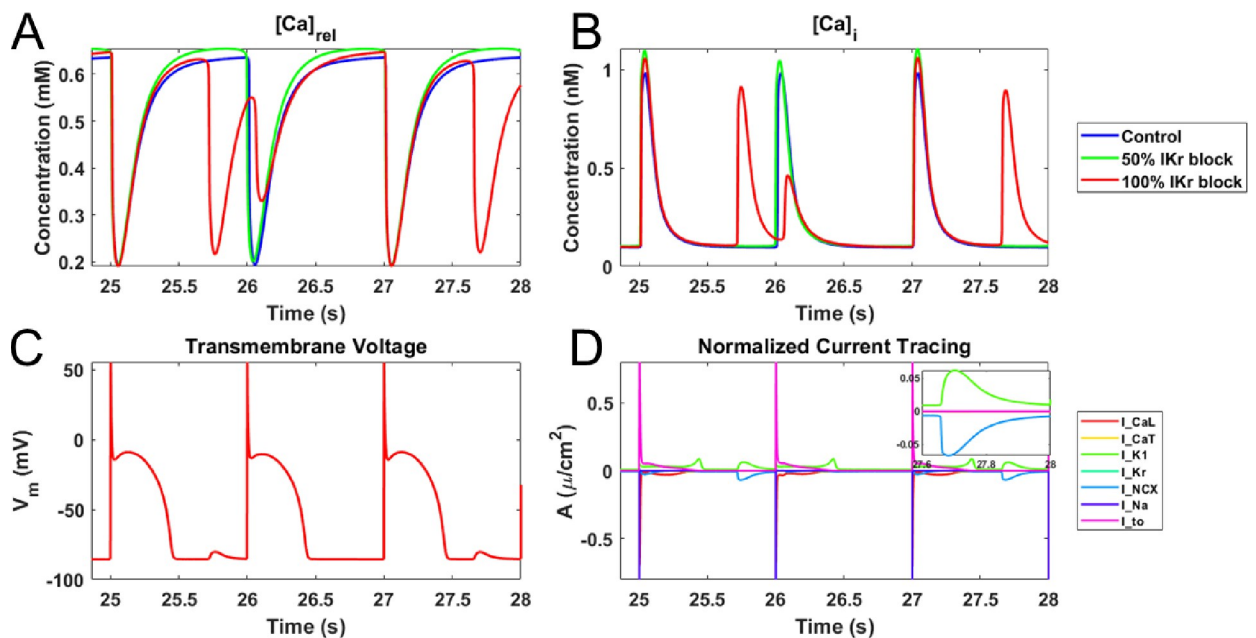 A
[Ca]rel
Concentration (mM)
0.6
0.5
0.4
0.3
0.2
25
25.5
26
26.5
27
27.5
28
Time (s)
B
[Ca]i
Concentration (nM)
1
0.5
0
25
25.5
26
26.5
27
27.5
28
Time (s)
Control
50% IKr block
100% IKr block
C
Transmembrane Voltage
Vm (mV)
50
0
-50
-100
25
25.5
26
26.5
27
27.5
28
Time (s)
D
Normalized Current Tracing
A (μ/cm²)
0.5
0
-0.5
25
25.5
26
26.5
27
27.5
28
Time (s)
0.05
0
-0.05
27.6
27.8
28
I_CaL
I_CaT
I_K1
I_Kr
I_NCX
I_Na
I_to